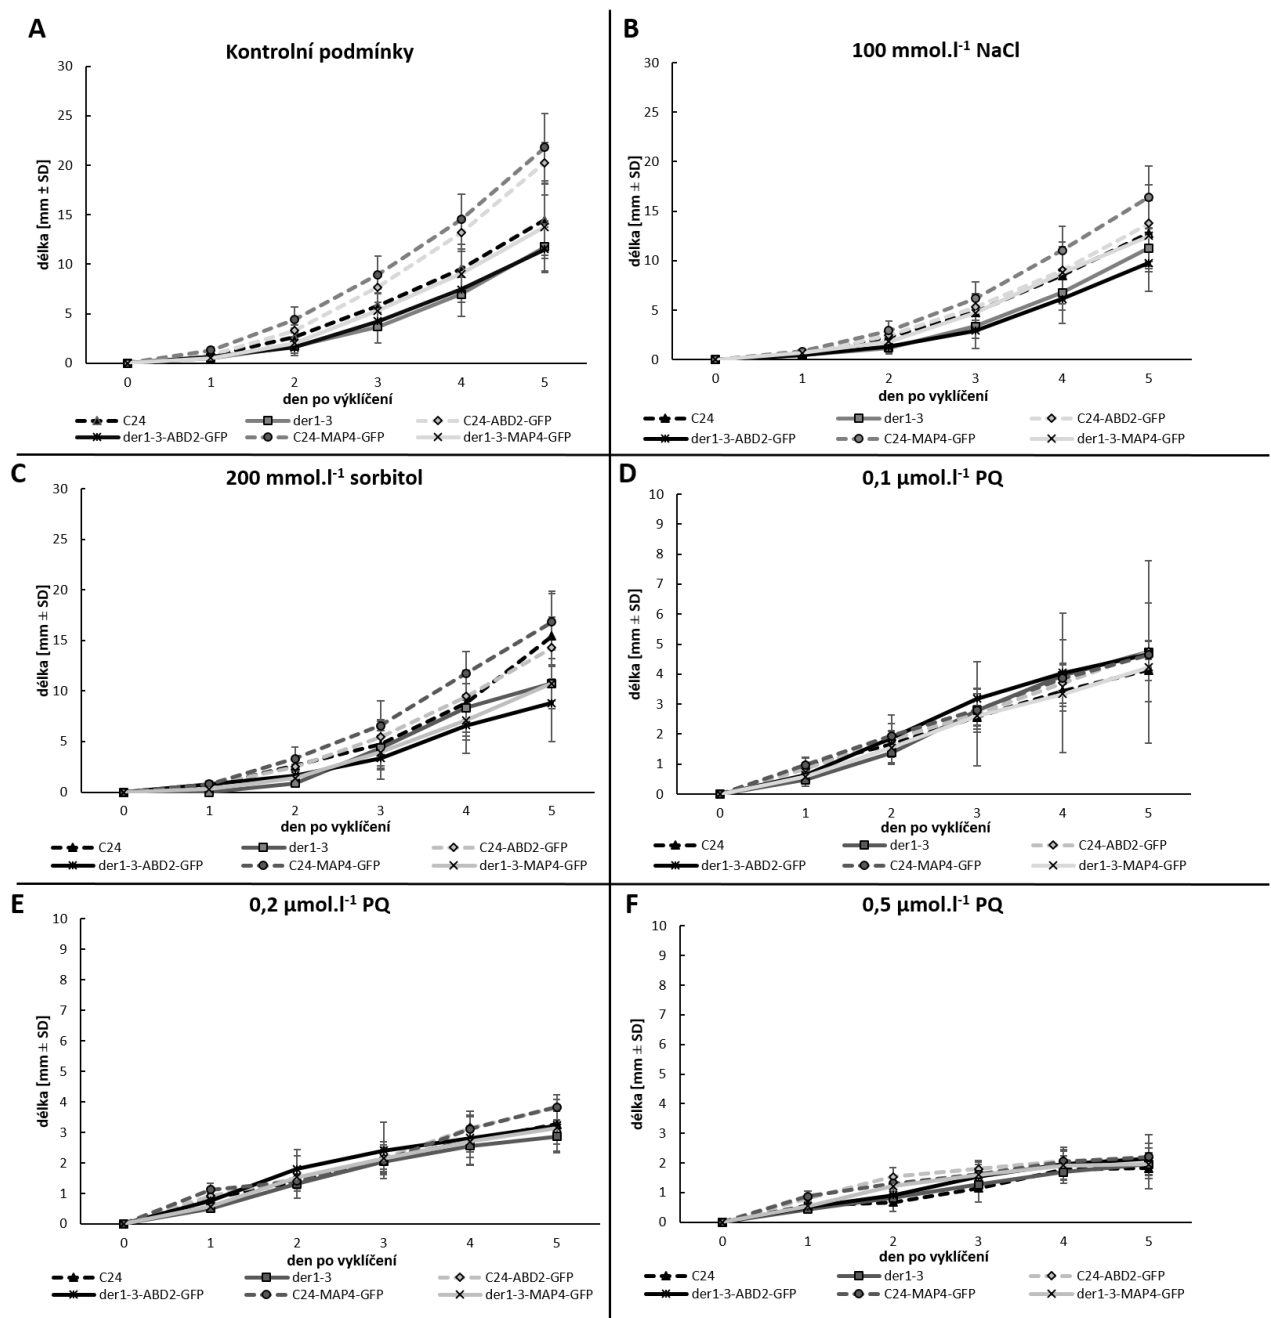 A
Kontrolní podmínky
délka [mm ± SD]
30
25
20
15
10
5
0
0 1 2 3 4 5
den po výklíčení
C24 der1-3 C24-ABD2-GFP
der1-3-ABD2-GFP C24-MAP4-GFP der1-3-MAP4-GFP
B
100 mmol.l⁻¹ NaCl
délka [mm ± SD]
30
25
20
15
10
5
0
0 1 2 3 4 5
den po vyklíčení
C24 der1-3 C24-ABD2-GFP
der1-3-ABD2-GFP C24-MAP4-GFP der1-3-MAP4-GFP
C
200 mmol.l⁻¹ sorbitol
délka [mm ± SD]
30
25
20
15
10
5
0
0 1 2 3 4 5
den po vyklíčení
C24 der1-3 C24-ABD2-GFP
der1-3-ABD2-GFP C24-MAP4-GFP der1-3-MAP4-GFP
D
0,1 µmol.l⁻¹ PQ
délka [mm ± SD]
10
9
8
7
6
5
4
3
2
1
0
0 1 2 3 4 5
den po vyklíčení
C24 der1-3 C24-ABD2-GFP
der1-3-ABD2-GFP C24-MAP4-GFP der1-3-MAP4-GFP
E
0,2 µmol.l⁻¹ PQ
délka [mm ± SD]
10
9
8
7
6
5
4
3
2
1
0
0 1 2 3 4 5
den po vyklíčení
C24 der1-3 C24-ABD2-GFP
der1-3-ABD2-GFP C24-MAP4-GFP der1-3-MAP4-GFP
F
0,5 µmol.l⁻¹ PQ
délka [mm ± SD]
10
9
8
7
6
5
4
3
2
1
0
0 1 2 3 4 5
den po vyklíčení
C24 der1-3 C24-ABD2-GFP
der1-3-ABD2-GFP C24-MAP4-GFP der1-3-MAP4-GFP